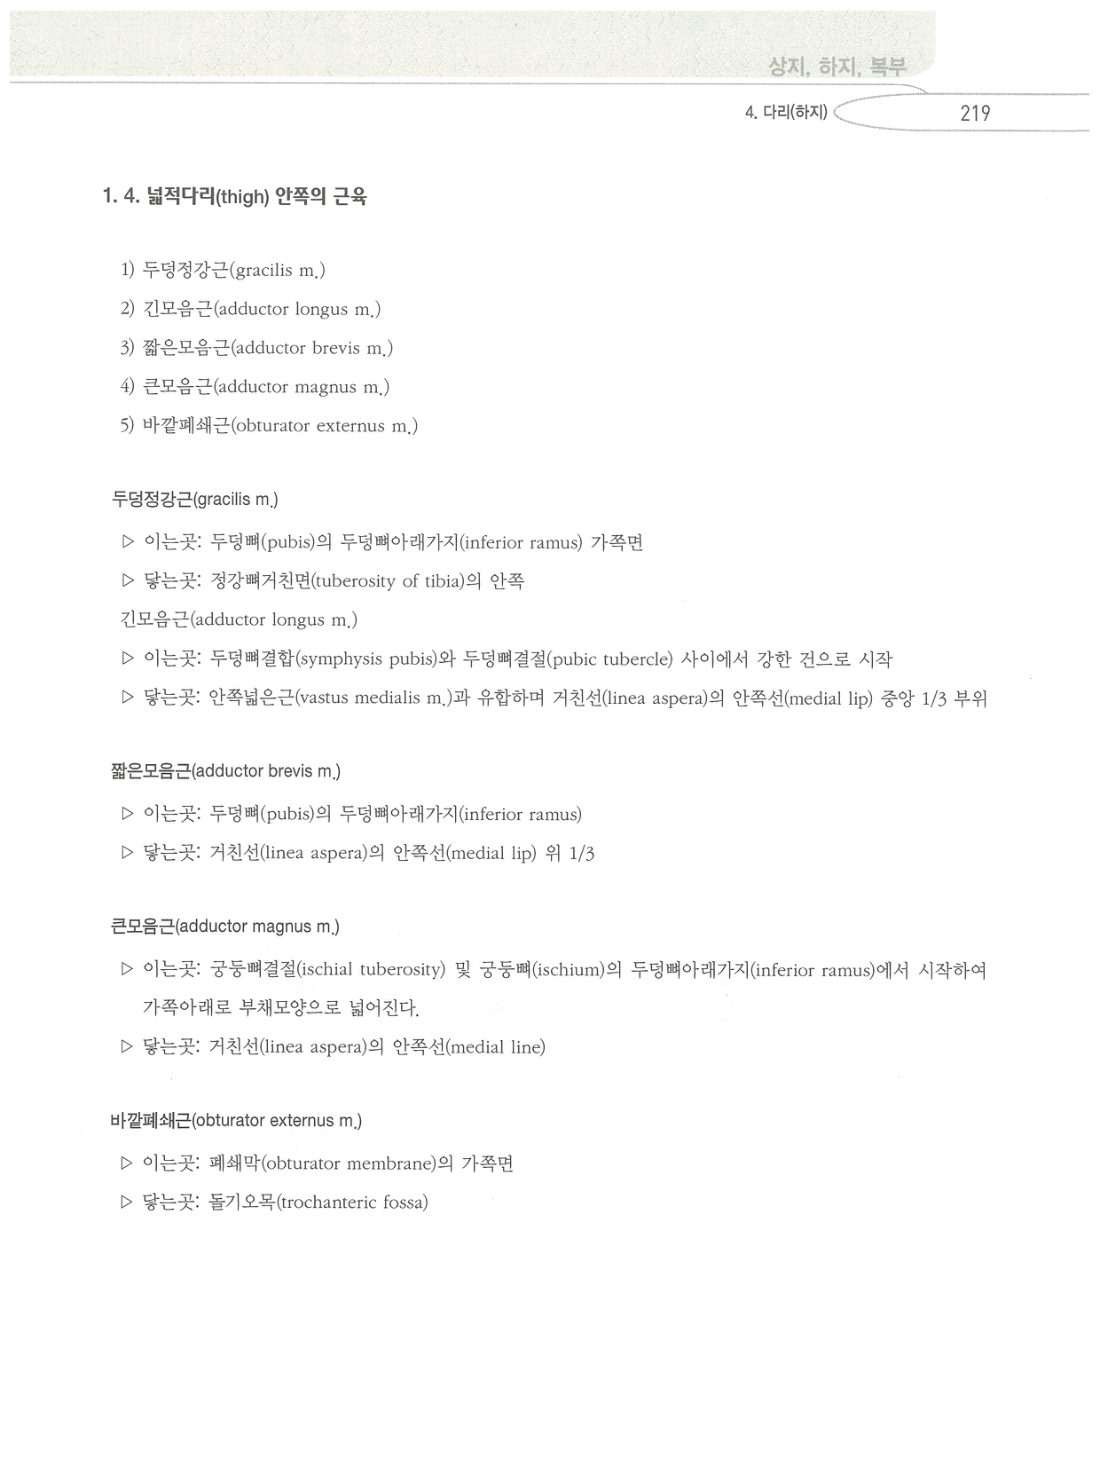 상지, 하지, 복부
4. 다리(하지)
219
1. 4. 넓적다리(thigh) 안쪽의 근육
1) 두덩정강근(gracilis m.)
2) 긴모음근(adductor longus m.)
3) 짧은모음근(adductor brevis m.)
4) 큰모음근(adductor magnus m.)
5) 바깥폐쇄근(obturator externus m.)
두덩정강근(gracilis m.)
▷ 이는곳: 두덩뼈(pubis)의 두덩뼈아래가지(inferior ramus) 가쪽면
▷ 닿는곳: 정강뼈거친면(tuberosity of tibia)의 안쪽
긴모음근(adductor longus m.)
▷ 이는곳: 두덩뼈결합(symphysis pubis)와 두덩뼈결절(pubic tubercle) 사이에서 강한 건으로 시작
▷ 닿는곳: 안쪽넓은근(vastus medialis m.)과 유합하며 거친선(linea aspera)의 안쪽선(medial lip) 중앙 1/3 부위
짧은모음근(adductor brevis m.)
▷ 이는곳: 두덩뼈(pubis)의 두덩뼈아래가지(inferior ramus)
▷ 닿는곳: 거친선(linea aspera)의 안쪽선(medial lip) 위 1/3
큰모음근(adductor magnus m.)
▷ 이는곳: 궁둥뼈결절(ischial tuberosity) 및 궁둥뼈(ischium)의 두덩뼈아래가지(inferior ramus)에서 시작하여
가쪽아래로 부채모양으로 넓어진다.
▷ 닿는곳: 거친선(linea aspera)의 안쪽선(medial line)
바깥폐쇄근(obturator externus m.)
▷ 이는곳: 폐쇄막(obturator membrane)의 가쪽면
▷ 닿는곳: 돌기오목(trochanteric fossa)